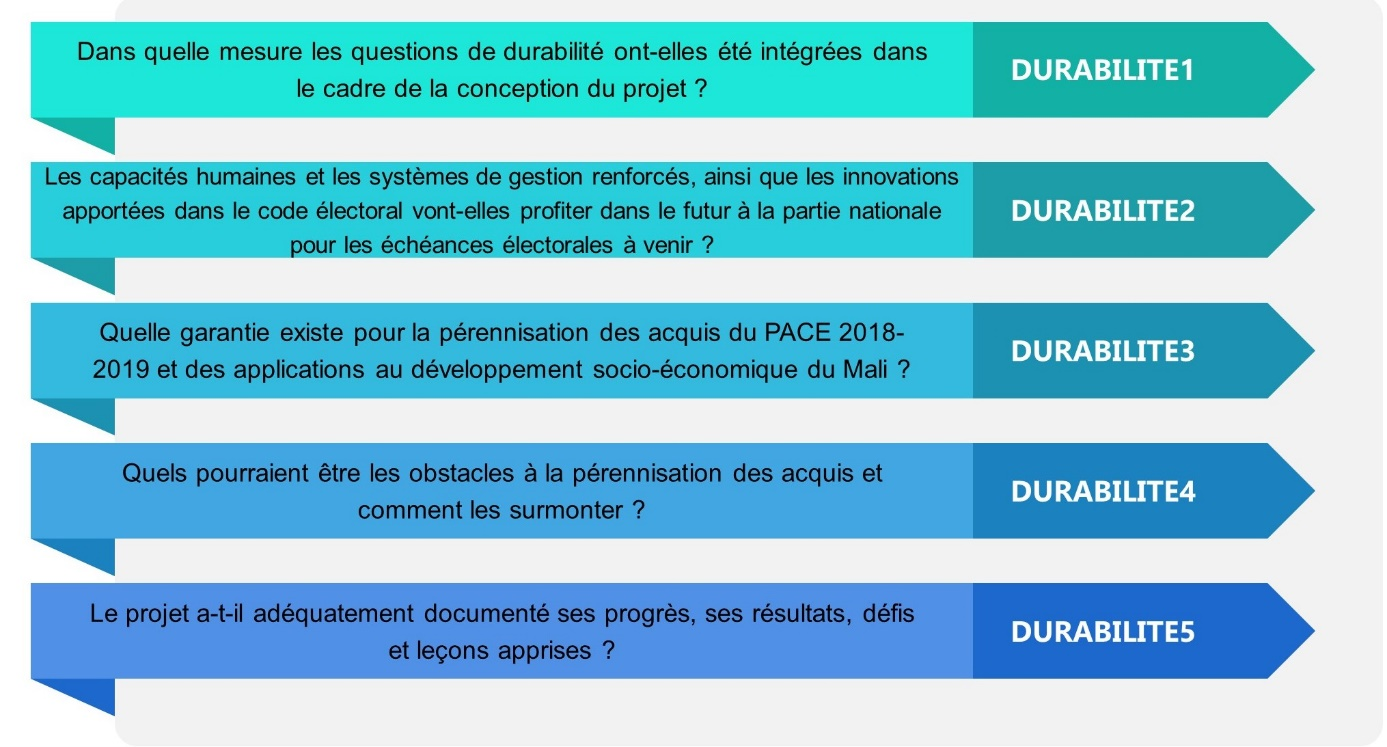 Dans quelle mesure les questions de durabilité ont-elles été intégrées dans
le cadre de la conception du projet ?
DURABILITE1
Les capacités humaines et les systèmes de gestion renforcés, ainsi que les innovations
apportées dans le code électoral vont-elles profiter dans le futur à la partie nationale
pour les échéances électorales à venir ?
DURABILITE2
Quelle garantie existe pour la pérennisation des acquis du PACE 2018-
2019 et des applications au développement socio-économique du Mali ?
DURABILITE3
Quels pourraient être les obstacles à la pérennisation des acquis et
comment les surmonter ?
DURABILITE4
Le projet a-t-il adéquatement documenté ses progrès, ses résultats, défis
et leçons apprises ?
DURABILITE5